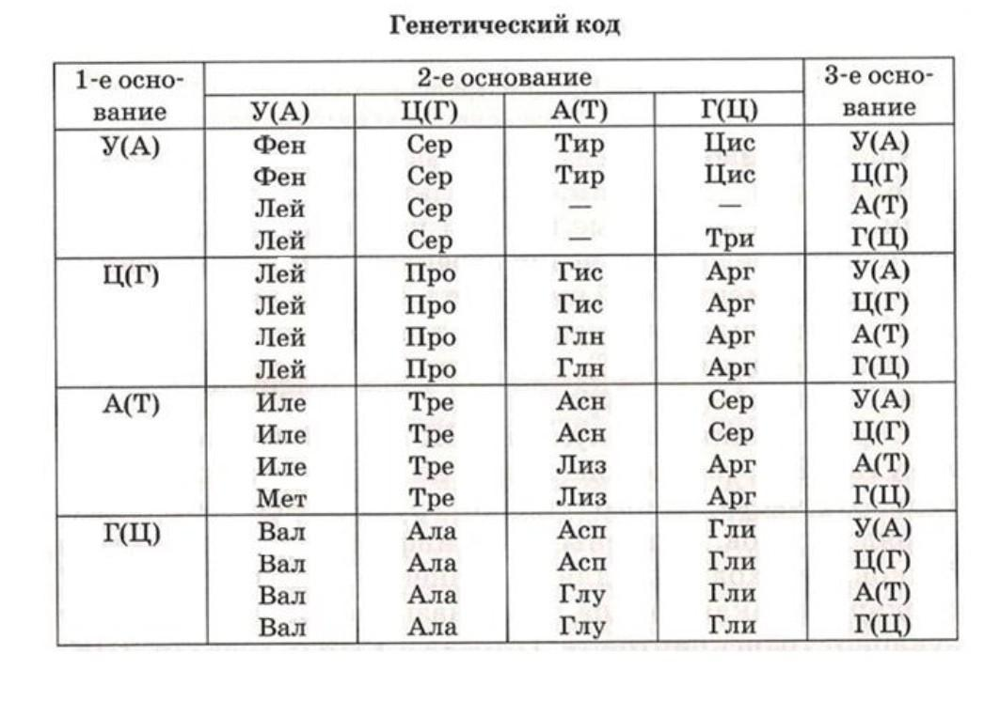 Генетический код
1-е осно- 2-е основание 3-е осно-
вание У(А) Ц(Г) А(Т) Г(Ц) вание
У(А) Фен Сер Тир Цис У(А)
Фен Сер Тир Цис Ц(Г)
Лей Сер — — А(Т)
Лей Сер — Три Г(Ц)
Ц(Г) Лей Про Гис Арг У(А)
Лей Про Гис Арг Ц(Г)
Лей Про Глн Арг А(Т)
Лей Про Глн Арг Г(Ц)
А(Т) Иле Тре Асн Сер У(А)
Иле Тре Асн Сер Ц(Г)
Иле Тре Лиз Арг А(Т)
Мет Тре Лиз Арг Г(Ц)
Г(Ц) Вал Ала Асп Гли У(А)
Вал Ала Асп Гли Ц(Г)
Вал Ала Глу Гли А(Т)
Вал Ала Глу Гли Г(Ц)